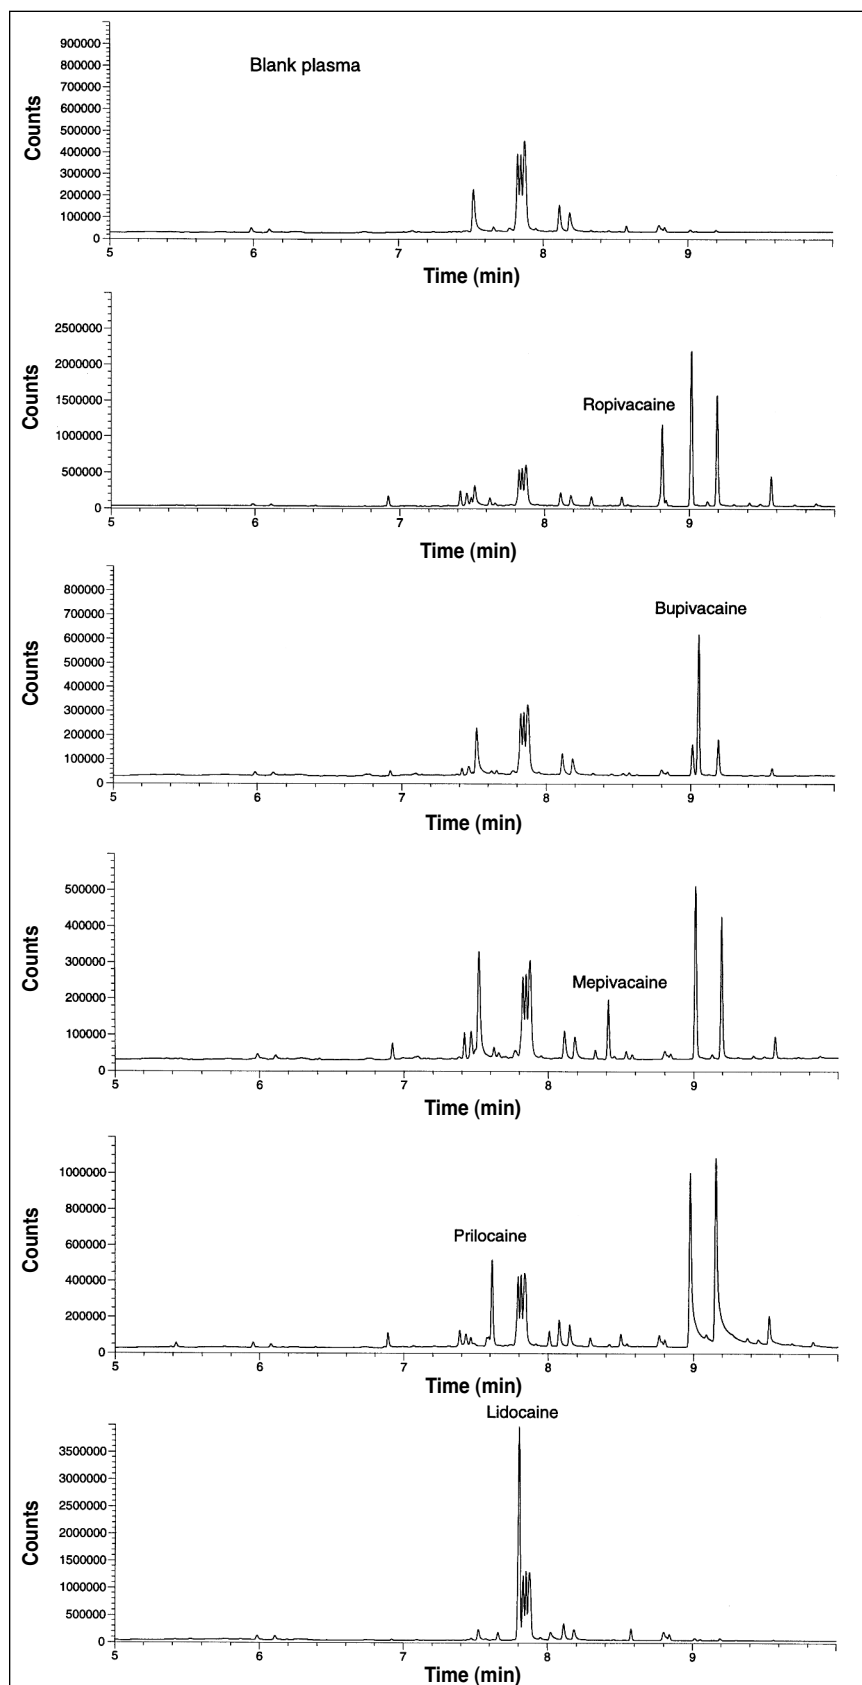 900000
800000
700000
600000
500000
400000
300000
200000
100000
0
Counts
Blank plasma
5 6 7 8 9
Time (min)
2500000
2000000
1500000
1000000
500000
0
Counts
Ropivacaine
5 6 7 8 9
Time (min)
800000
700000
600000
500000
400000
300000
200000
100000
0
Counts
Bupivacaine
5 6 7 8 9
Time (min)
500000
400000
300000
200000
100000
0
Counts
Mepivacaine
5 6 7 8 9
Time (min)
1000000
800000
600000
400000
200000
0
Counts
Prilocaine
5 6 7 8 9
Time (min)
Lidocaine
3500000
3000000
2500000
2000000
1500000
1000000
500000
0
Counts
5 6 7 8 9
Time (min)